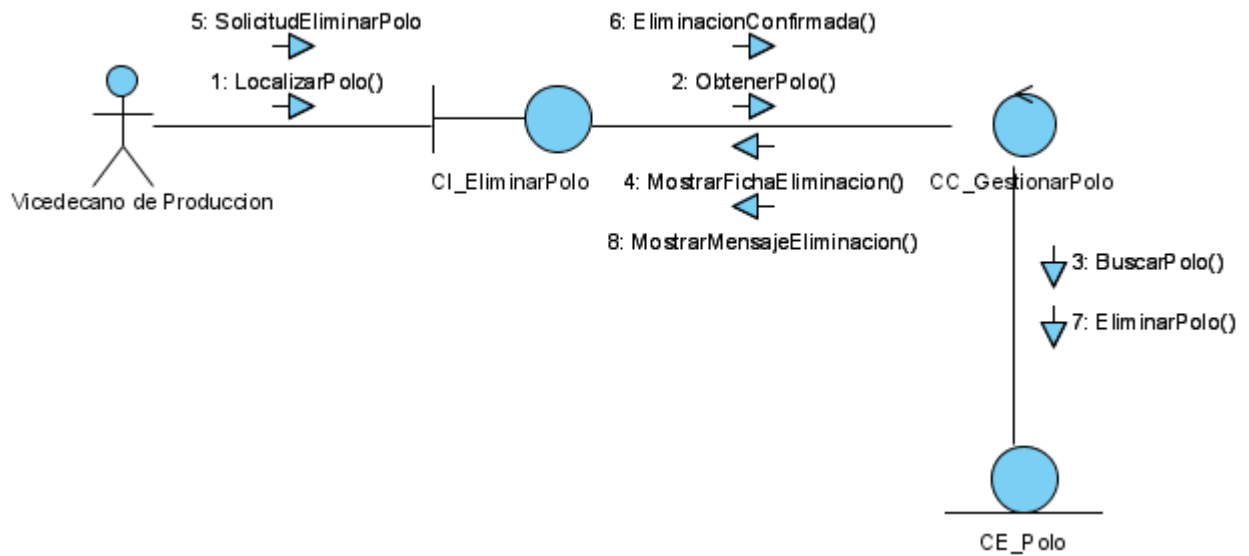 5: SolicitudEliminarPolo
6: EliminacionConfirmada()
1: LocalizarPolo()
2: ObtenerPolo()
Vicedecano de Produccion
CI_EliminarPolo
4: MostrarFichaEliminacion()
CC_GestionarPolo
8: MostrarMensajeEliminacion()
3: BuscarPolo()
7: EliminarPolo()
CE_Polo